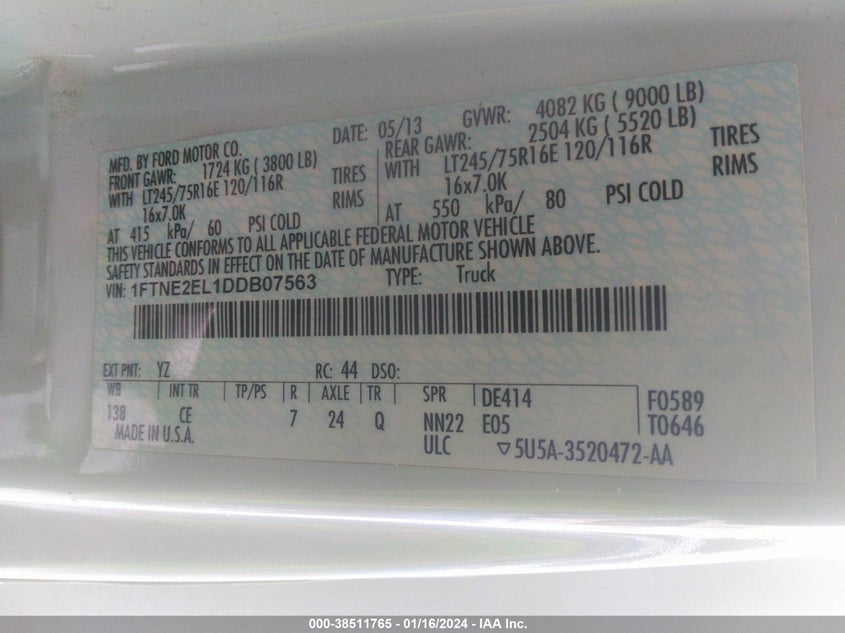 MFD. BY FORD MOTOR CO. DATE: 05/13 GVWR: 4082 KG ( 9000 LB)
FRONT GAWR: 1724 KG ( 3800 LB) REAR GAWR: 2504 KG ( 5520 LB)
WITH LT245/75R16E 120/116R TIRES WITH LT245/75R16E 120/116R TIRES
16x7.0K RIMS 16x7.0K RIMS
AT 415 kPa/ 60 PSI COLD AT 550 kPa/ 80 PSI COLD
THIS VEHICLE CONFORMS TO ALL APPLICABLE FEDERAL MOTOR VEHICLE
SAFETY STANDARDS IN EFFECT ON THE DATE OF MANUFACTURE SHOWN ABOVE.
VIN: 1FTNE2EL1DDB07563 TYPE: Truck
EXT PNT: YZ RC: 44 DSO:
WB INT TR TP/PS R AXLE TR SPR DE414 F0589
138 CE 7 24 Q NN22 E05 T0646
MADE IN U.S.A. ULC ▽5U5A-3520472-AA
000-38511765 - 01/16/2024 - IAA Inc.